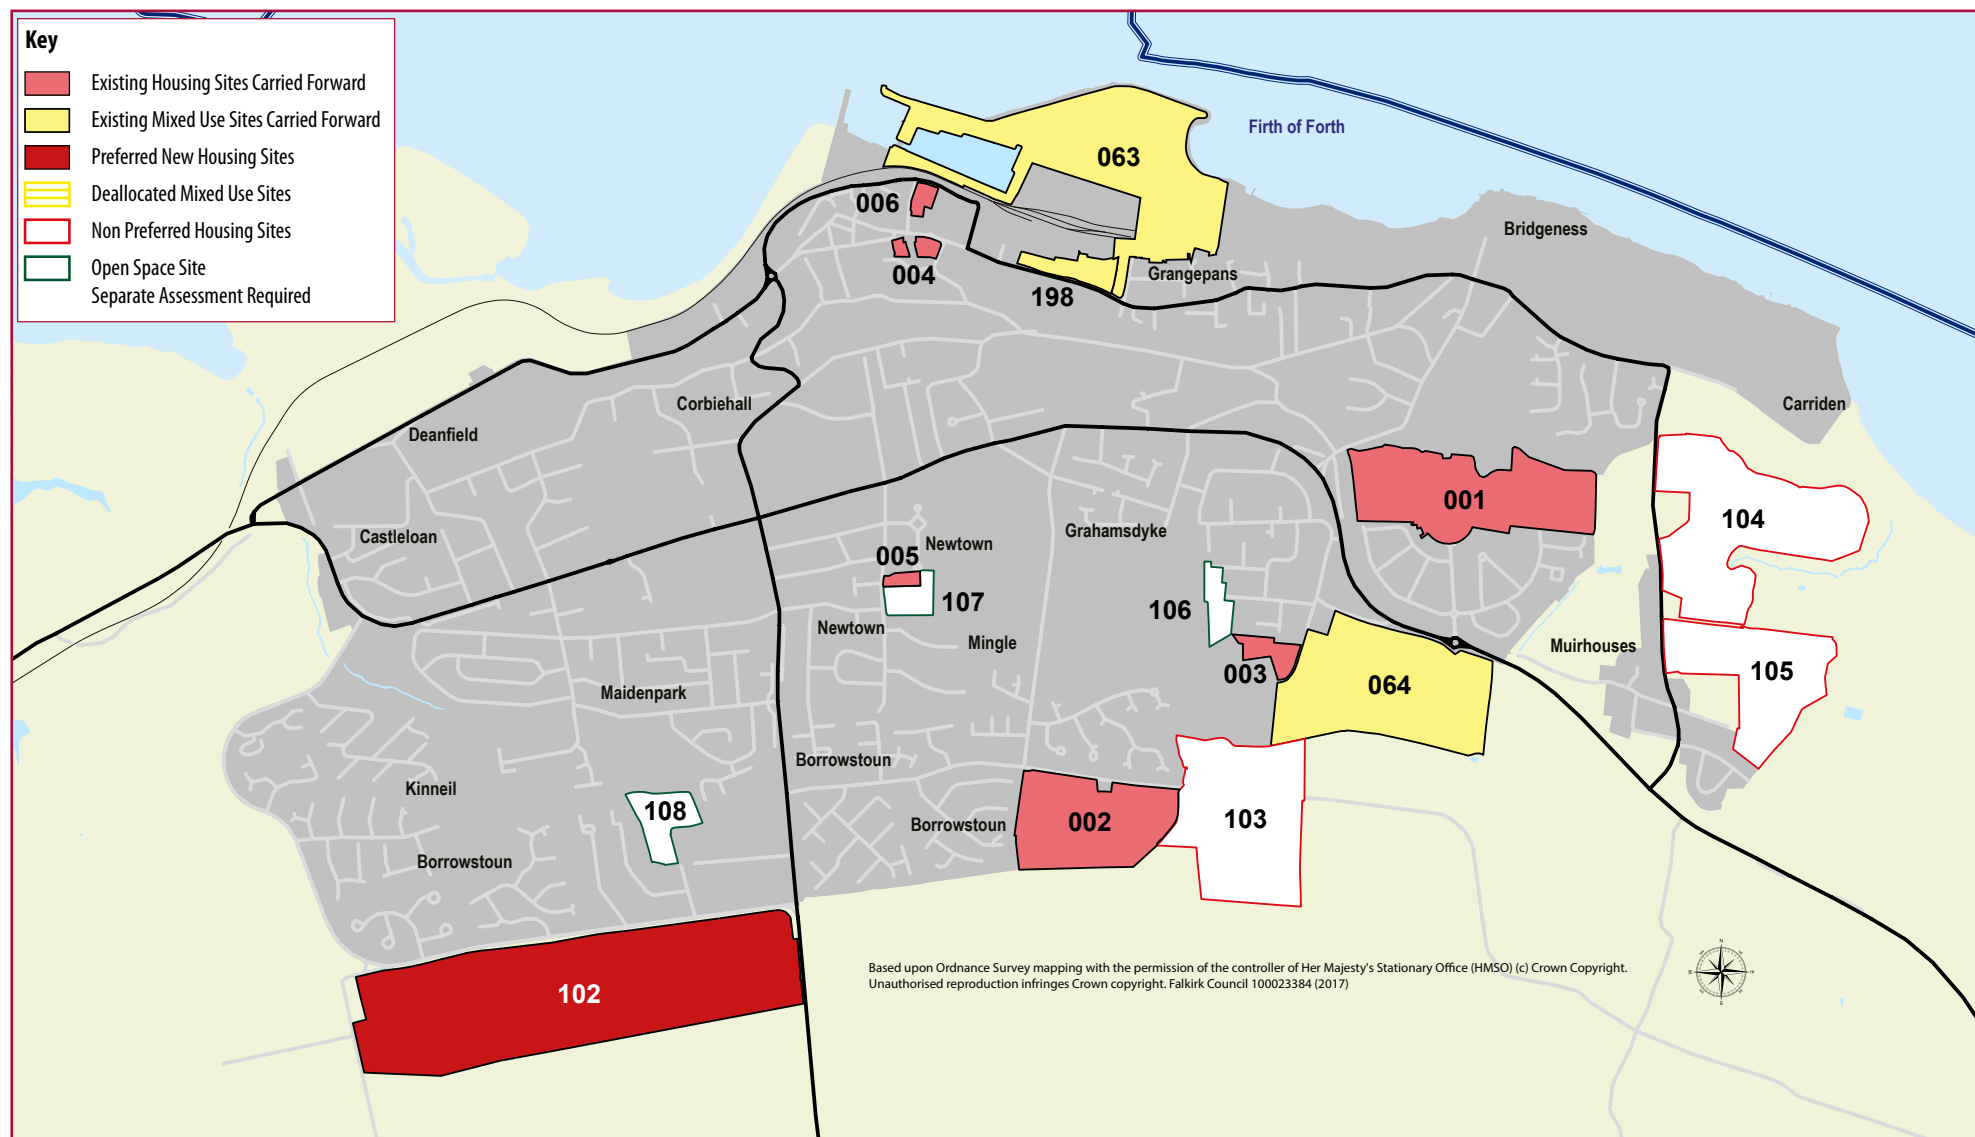 Key
Existing Housing Sites Carried Forward
Existing Mixed Use Sites Carried Forward
Preferred New Housing Sites
Deallocated Mixed Use Sites
Non Preferred Housing Sites
Open Space Site
Separate Assessment Required
Firth of Forth
063
006
Bridgeness
004
Grangepans
198
Corbiehall
Carriden
Deanfield
001
104
Castleloan
Grahamsdyke
Newtown
005
107
106
Newtown
Mingle
Muirhouses
003
105
064
Maidenpark
Borrowstoun
Kinneil
108
103
002
Borrowstoun
Borrowstoun
102
N
Based upon Ordnance Survey mapping with the permission of the controller of Her Majesty's Stationary Office (HMSO) (c) Crown Copyright.
Unauthorised reproduction infringes Crown copyright. Falkirk Council 100023384 (2017)